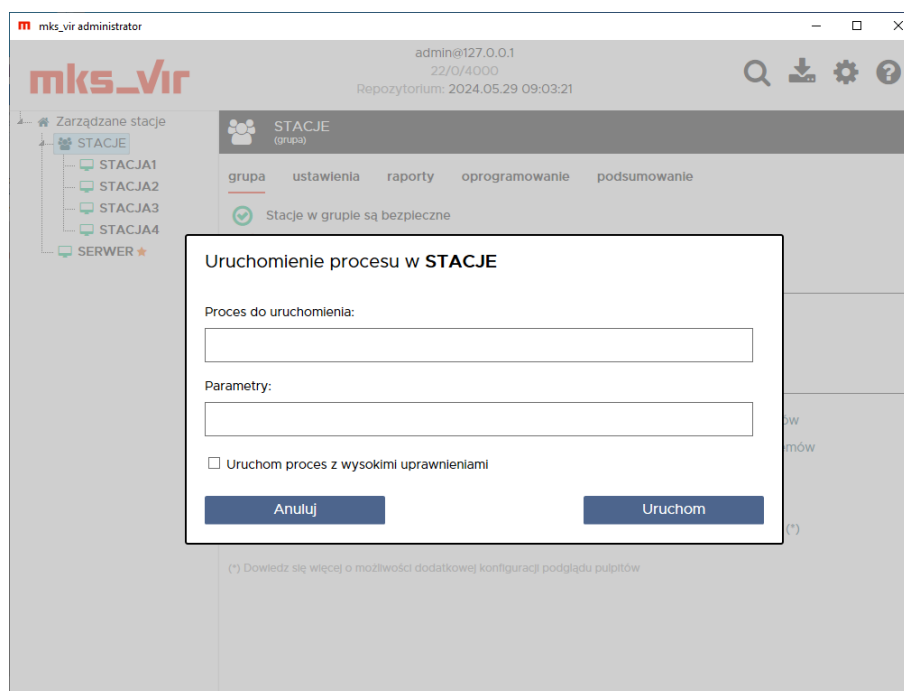 mks_vir administrator
mks_vır
admin@127.0.0.1
22/0/4000
Repozytorium: 2024.05.29 09:03:21
Zarządzane stacje
STACJE
STACJA1
STACJA2
STACJA3
STACJA4
SERWER
STACJE
(grupa)
grupa ustawienia raporty oprogramowanie podsumowanie
Stacje w grupie są bezpieczne
Uruchomienie procesu w STACJE
Proces do uruchomienia:
Parametry:
Uruchom proces z wysokimi uprawnieniami
Anuluj Uruchom
(*)
(*) Dowiedz się więcej o możliwości dodatkowej konfiguracji podglądu pulpitów